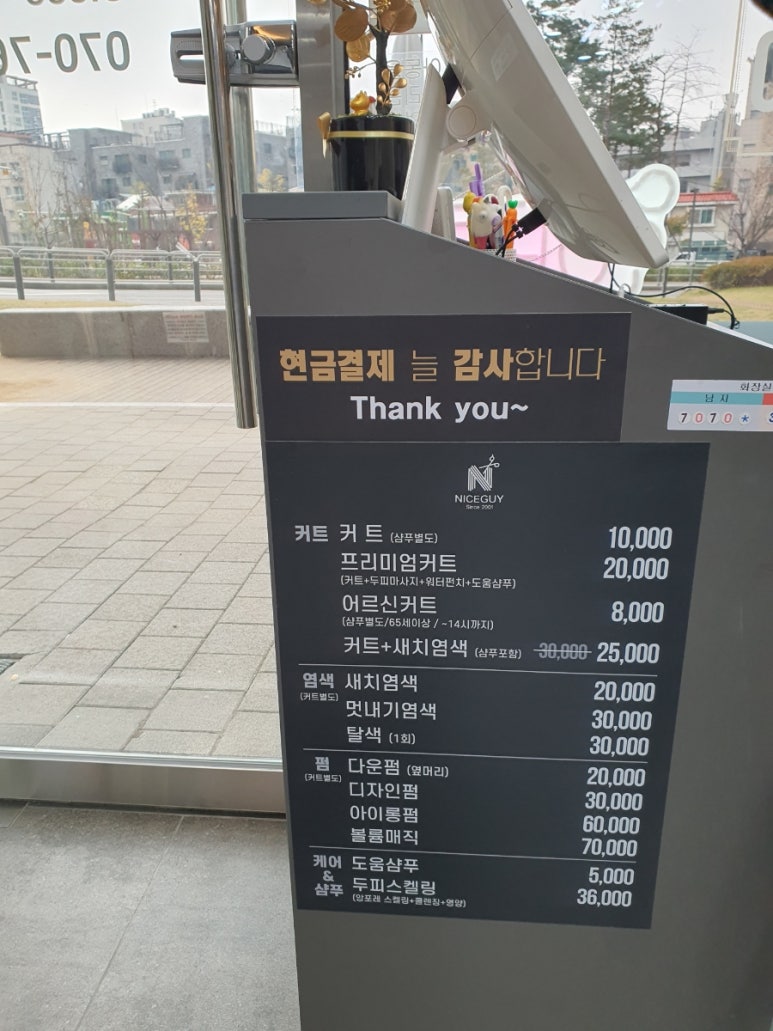 070-76
현금결제 늘 감사합니다
Thank you~
화장실
남자
7070*
NICEGUY
Since 2001
커트 커트 (샴푸별도) 10,000
프리미엄커트 20,000
(커트+두피마사지+워터펀치+도움샴푸)
어르신커트 8,000
(샴푸별도/65세이상 / ~14시까지)
커트+새치염색 (샴푸포함) 30,000 25,000
염색 새치염색 20,000
(커트별도)
멋내기염색 30,000
탈색 (1회) 30,000
펌 다운펌 (옆머리) 20,000
(커트별도)
디자인펌 30,000
아이롱펌 60,000
볼륨매직 70,000
케어 & 샴푸
도움샴푸 5,000
두피스켈링 36,000
(앙포레 스켈링+클렌징+영양)